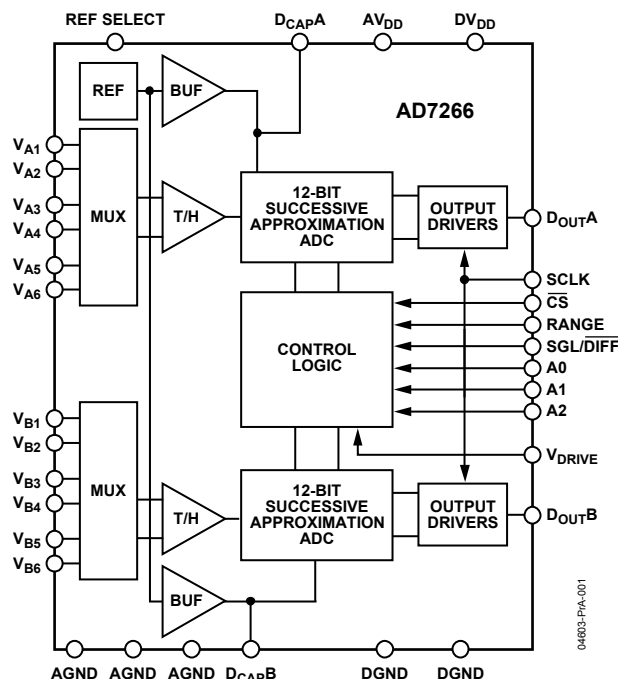 REF SELECT
DCAPA
AVDD
DVDD
REF
BUF
AD7266
VA1
VA2
VA3
VA4
VA5
VA6
MUX
T/H
12-BIT
SUCCESSIVE
APPROXIMATION
ADC
OUTPUT
DRIVERS
DOUTA
SCLK
CS
RANGE
SGL/DIFF
A0
A1
A2
CONTROL
LOGIC
VDRIVE
VB1
VB2
VB3
VB4
VB5
VB6
MUX
T/H
12-BIT
SUCCESSIVE
APPROXIMATION
ADC
OUTPUT
DRIVERS
DOUTB
BUF
AGND
AGND
AGND
DCAPB
DGND
DGND
04603-PrA-001